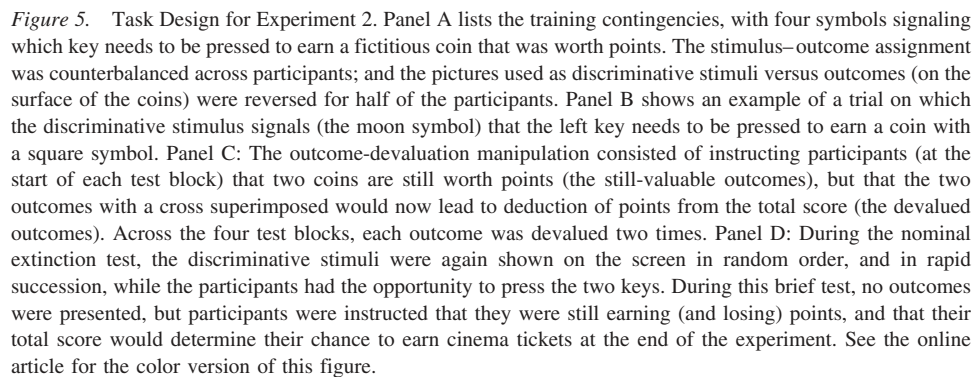 Figure 5. Task Design for Experiment 2. Panel A lists the training contingencies, with four symbols signaling
which key needs to be pressed to earn a fictitious coin that was worth points. The stimulus–outcome assignment
was counterbalanced across participants; and the pictures used as discriminative stimuli versus outcomes (on the
surface of the coins) were reversed for half of the participants. Panel B shows an example of a trial on which
the discriminative stimulus signals (the moon symbol) that the left key needs to be pressed to earn a coin with
a square symbol. Panel C: The outcome-devaluation manipulation consisted of instructing participants (at the
start of each test block) that two coins are still worth points (the still-valuable outcomes), but that the two
outcomes with a cross superimposed would now lead to deduction of points from the total score (the devalued
outcomes). Across the four test blocks, each outcome was devalued two times. Panel D: During the nominal
extinction test, the discriminative stimuli were again shown on the screen in random order, and in rapid
succession, while the participants had the opportunity to press the two keys. During this brief test, no outcomes
were presented, but participants were instructed that they were still earning (and losing) points, and that their
total score would determine their chance to earn cinema tickets at the end of the experiment. See the online
article for the color version of this figure.